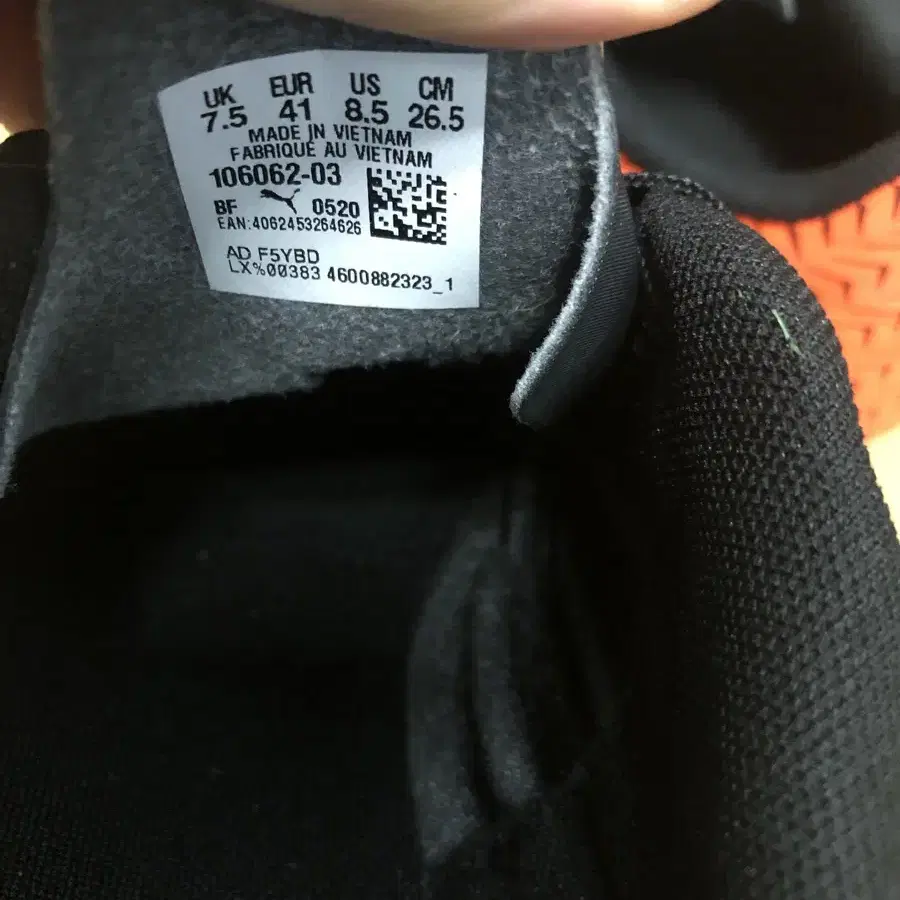 UK EUR US CM
7.5 41 8.5 26.5
MADE IN VIETNAM
FABRIQUÉ AU VIETNAM
106062-03
BF 0520
EAN:4062453264626
AD F5YBD
LX%00383 4600882323_1